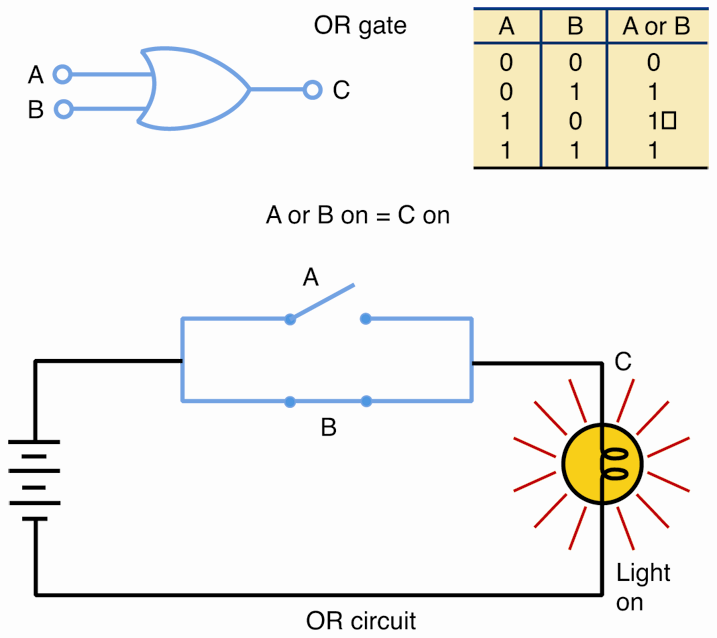 OR gate
A
B
C
A B A or B
0 0 0
0 1 1
1 0 1□
1 1 1
A or B on = C on
A
B
C
Light
on
OR circuit